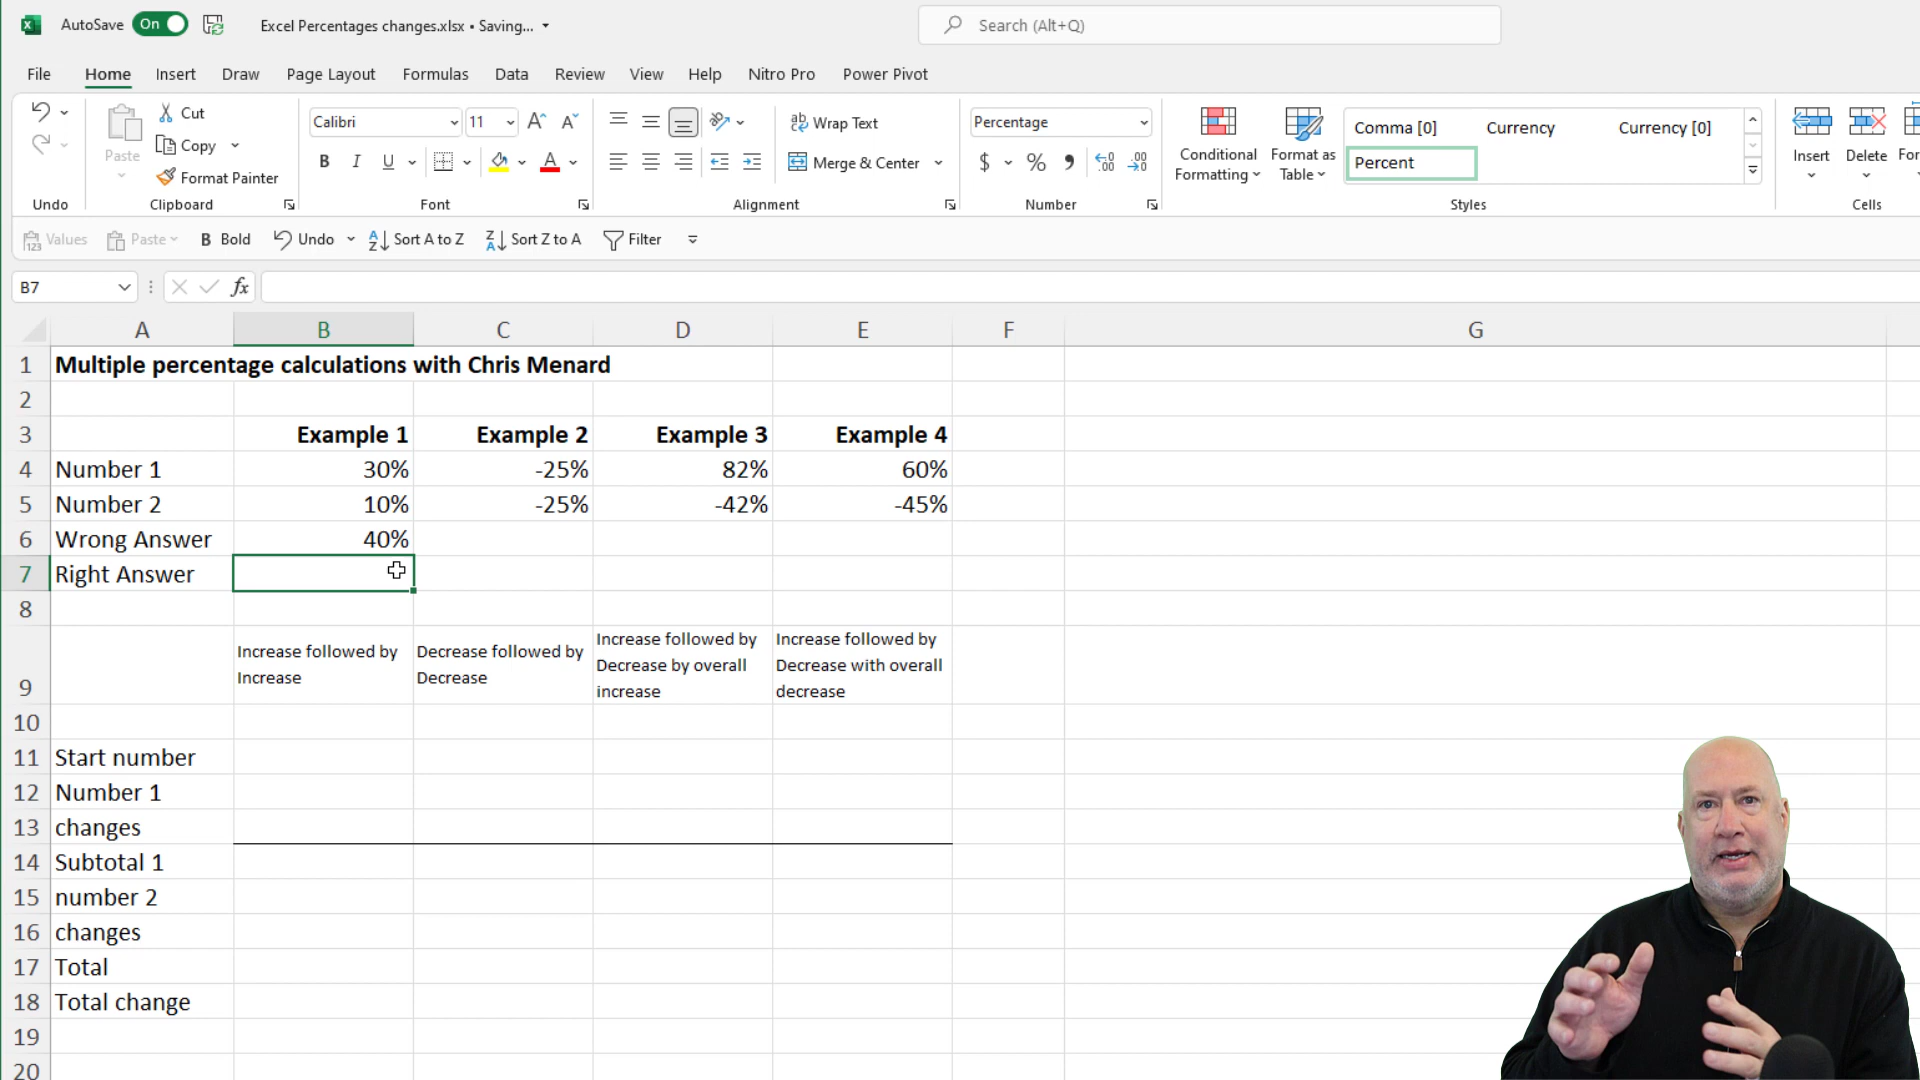 AutoSave On Excel Percentages changes.xlsx • Saving... Search (Alt+Q)
File Home Insert Draw Page Layout Formulas Data Review View Help Nitro Pro Power Pivot
Cut
Copy
Format Painter
Paste
Calibri 11
B I U A
Wrap Text
Merge & Center
Percentage
$ % 9 .00 .00
Conditional Formatting
Format as Table
Comma [0] Currency Currency [0]
Percent
Insert Delete
Undo Clipboard Font Alignment Number Styles Cells
Values Paste B Bold Undo Sort A to Z Sort Z to A Filter
B7 fx
A B C D E F G
1 Multiple percentage calculations with Chris Menard
2
3 Example 1 Example 2 Example 3 Example 4
4 Number 1 30% -25% 82% 60%
5 Number 2 10% -25% -42% -45%
6 Wrong Answer 40%
7 Right Answer
8
9 Increase followed by Increase Decrease followed by Decrease Increase followed by Decrease by overall increase Increase followed by Decrease with overall decrease
10
11 Start number
12 Number 1
13 changes
14 Subtotal 1
15 number 2
16 changes
17 Total
18 Total change
19
20